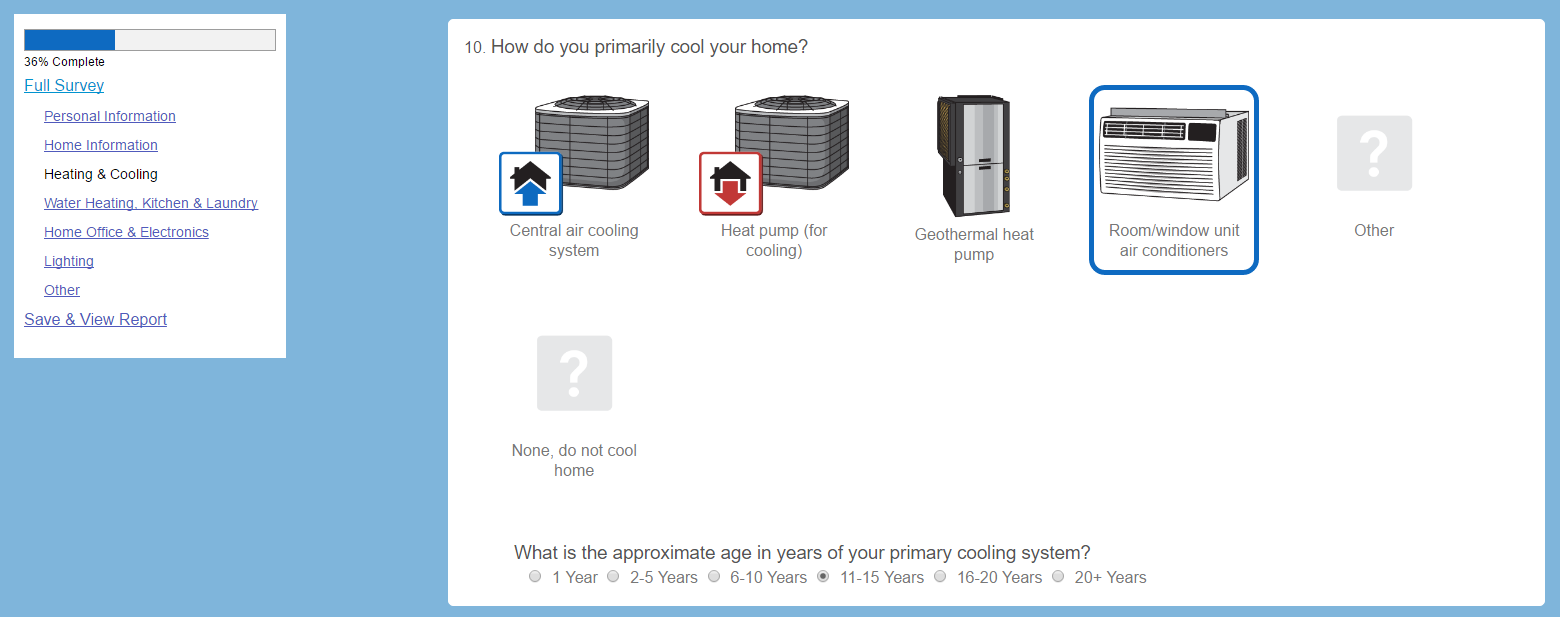 36% Complete
Full Survey
Personal Information
Home Information
Heating & Cooling
Water Heating, Kitchen & Laundry
Home Office & Electronics
Lighting
Other
Save & View Report
10. How do you primarily cool your home?
Central air cooling
system
Heat pump (for
cooling)
Geothermal heat
pump
Room/window unit
air conditioners
?
Other
?
None, do not cool
home
What is the approximate age in years of your primary cooling system?
1 Year 2-5 Years 6-10 Years 11-15 Years 16-20 Years 20+ Years